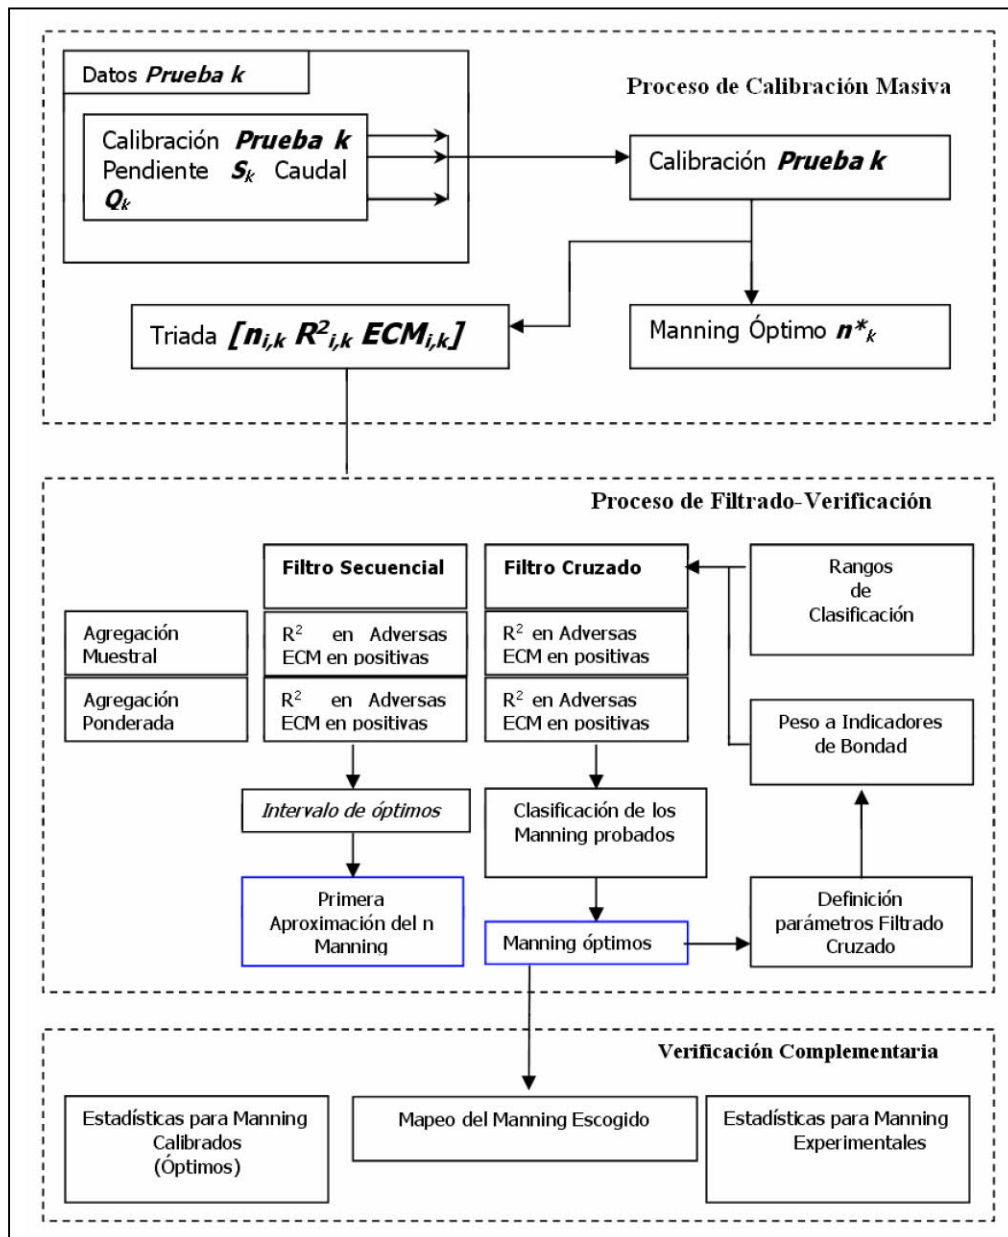 Datos Prueba k
Proceso de Calibración Masiva
Calibración Prueba k
Pendiente Sk Caudal
Qk
Calibración Prueba k
Triada [ni,k R²i,k ECMi,k]
Manning Óptimo n*k
Proceso de Filtrado-Verificación
Filtro Secuencial
Filtro Cruzado
Rangos
de
Clasificación
Agregación
Muestral
R² en Adversas
ECM en positivas
R² en Adversas
ECM en positivas
Agregación
Ponderada
R² en Adversas
ECM en positivas
R² en Adversas
ECM en positivas
Peso a Indicadores
de Bondad
Intervalo de óptimos
Clasificación de los
Manning probados
Primera
Aproximación del n
Manning
Manning óptimos
Definición
parámetros Filtrado
Cruzado
Verificación Complementaria
Estadísticas para Manning
Calibrados
(Óptimos)
Mapeo del Manning Escogido
Estadísticas para Manning
Experimentales